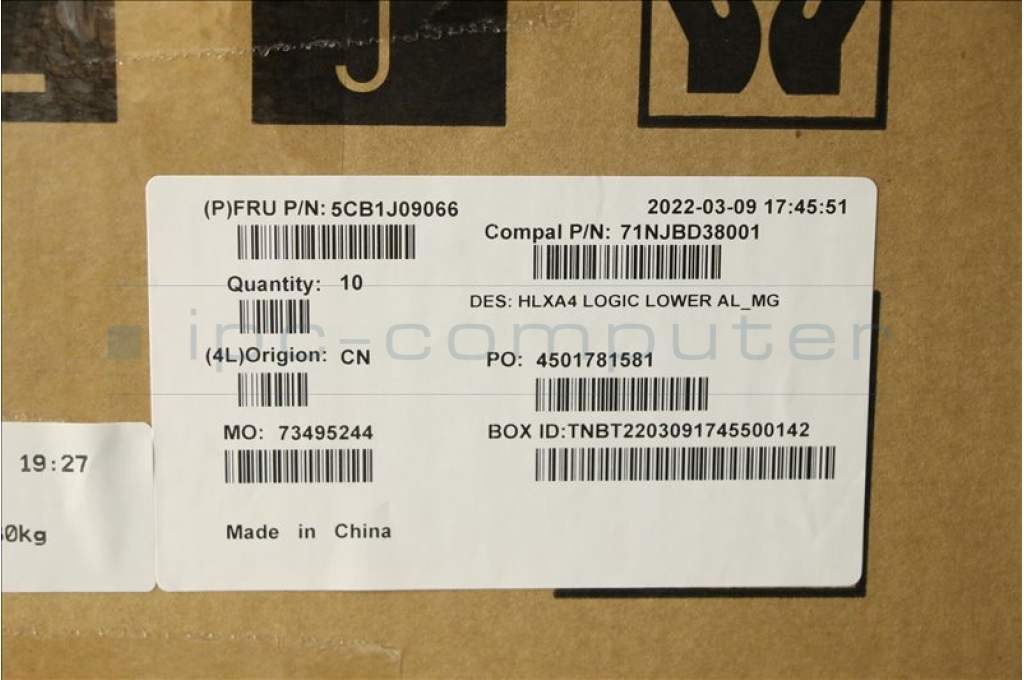 (P)FRU P/N: 5CB1J09066
2022-03-09 17:45:51
Compal P/N: 71NJBD38001
Quantity: 10
DES: HLXA4 LOGIC LOWER AL_MG
ipc-computer
(4L)Origion: CN
PO: 4501781581
MO: 73495244
BOX ID:TNBT2203091745500142
19:27
Made in China
0kg